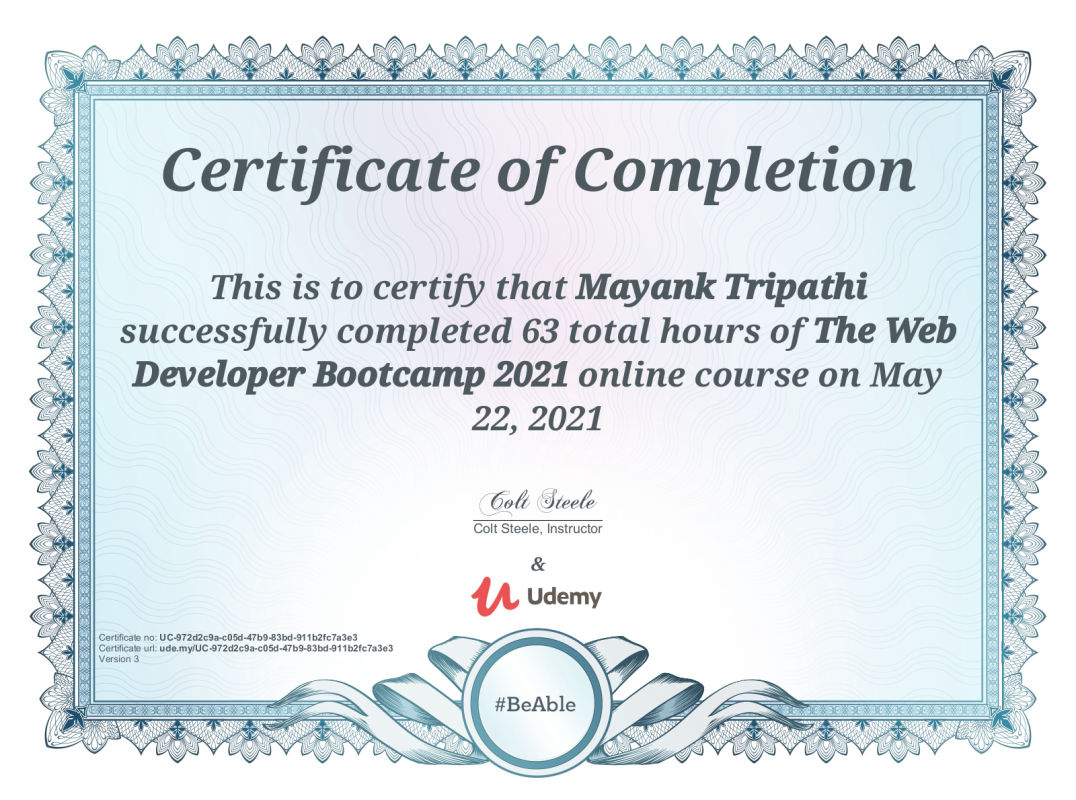 Certificate of Completion
This is to certify that Mayank Tripathi
successfully completed 63 total hours of The Web
Developer Bootcamp 2021 online course on May
22, 2021
Colt Steele
Colt Steele, Instructor
&
Udemy
Certificate no: UC-972d2c9a-c05d-47b9-83bd-911b2fc7a3e3
Certificate url: ude.my/UC-972d2c9a-c05d-47b9-83bd-911b2fc7a3e3
Version 3
#BeAble